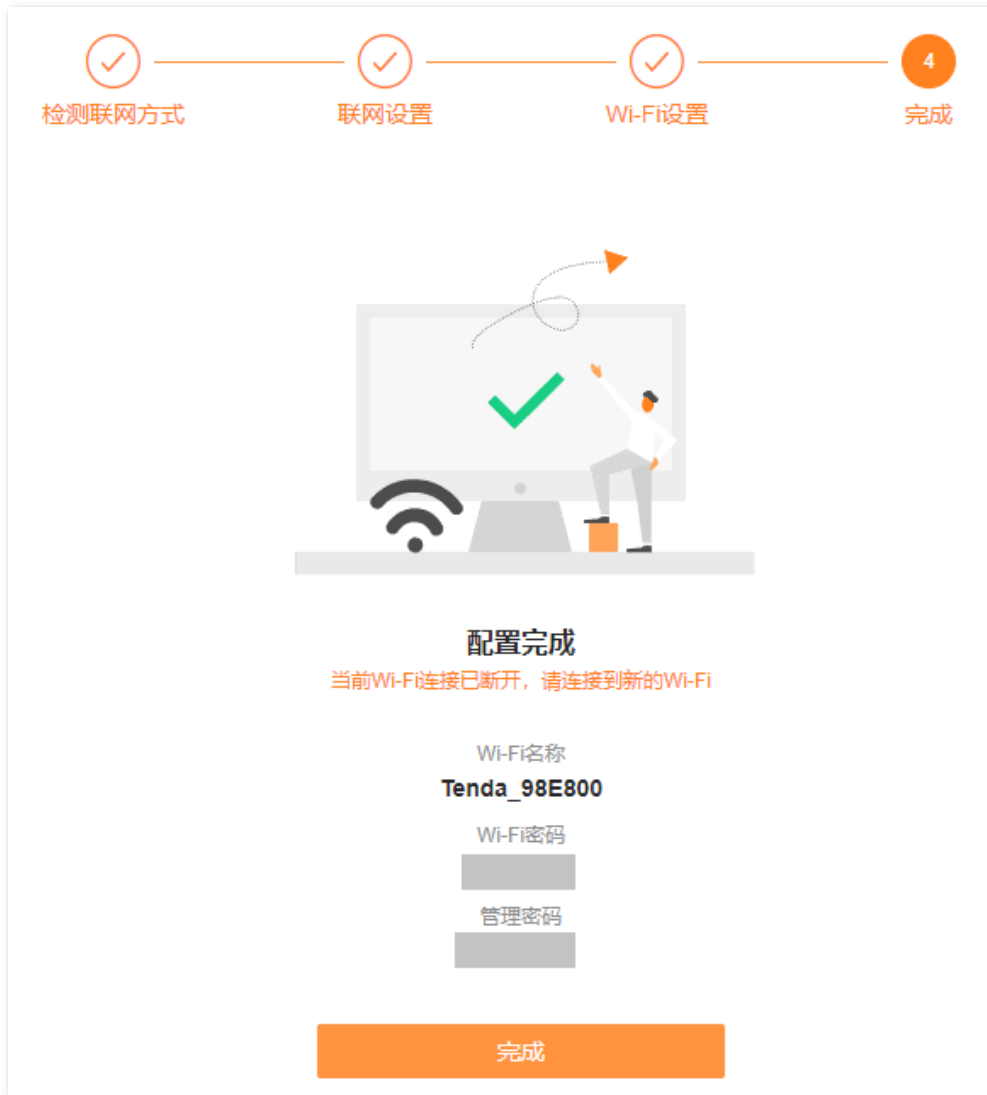 4
检测联网方式
联网设置
Wi-Fi设置
完成
配置完成
当前Wi-Fi连接已断开，请连接到新的Wi-Fi
Wi-Fi名称
Tenda_98E800
Wi-Fi密码
管理密码
完成